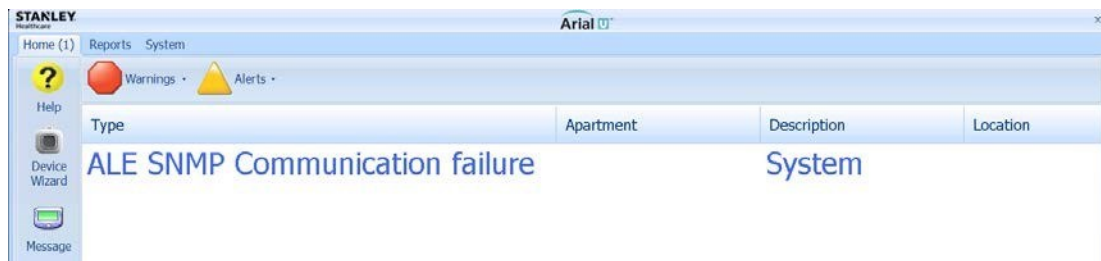 STANLEY
Healthcare
Arial U
Home (1) Reports System
Warnings Alerts
Help
Type Apartment Description Location
Device
Wizard
ALE SNMP Communication failure System
Message